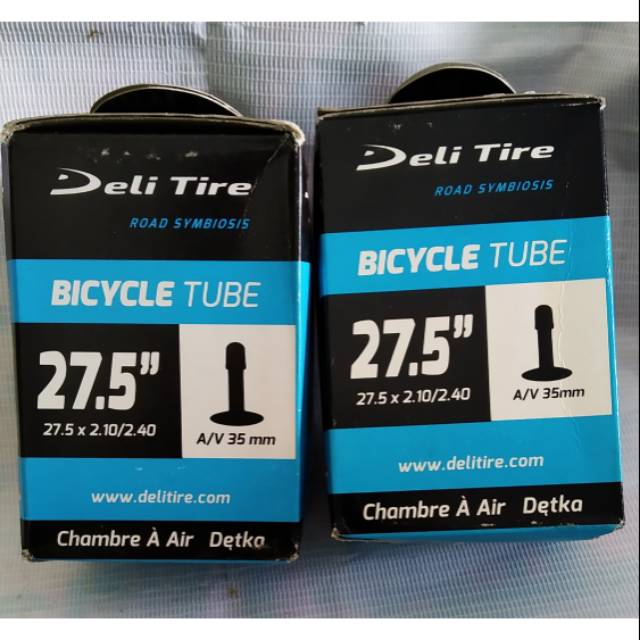 Deli Tire
ROAD SYMBIOSIS
BICYCLE TUBE
27.5”
27.5 x 2.10/2.40
A/V 35 mm
www.delitire.com
Chambre À Air Dętka
Deli Tire
ROAD SYMBIOSIS
BICYCLE TUBE
27.5”
27.5 x 2.10/2.40
A/V 35mm
www.delitire.com
Chambre À Air Dętka